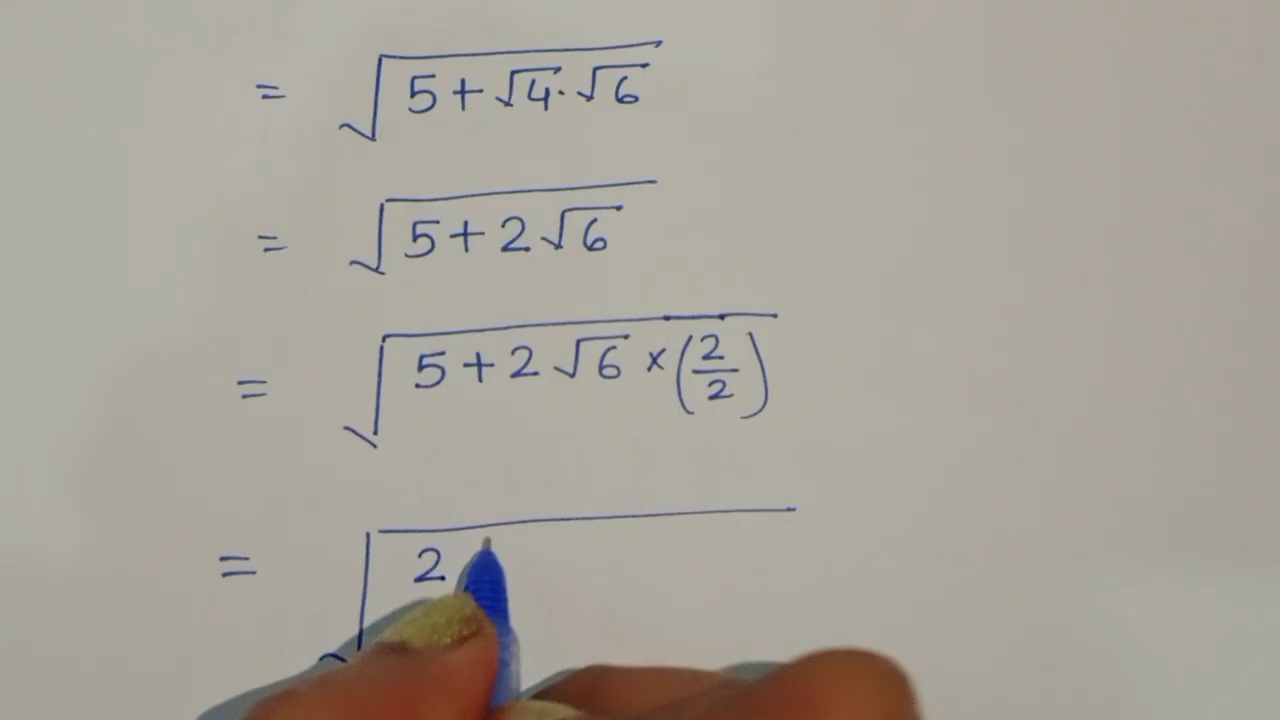 = √(5+√4·√6)
= √(5+2√6)
= √(5+2√6×(2/2))
= √(2